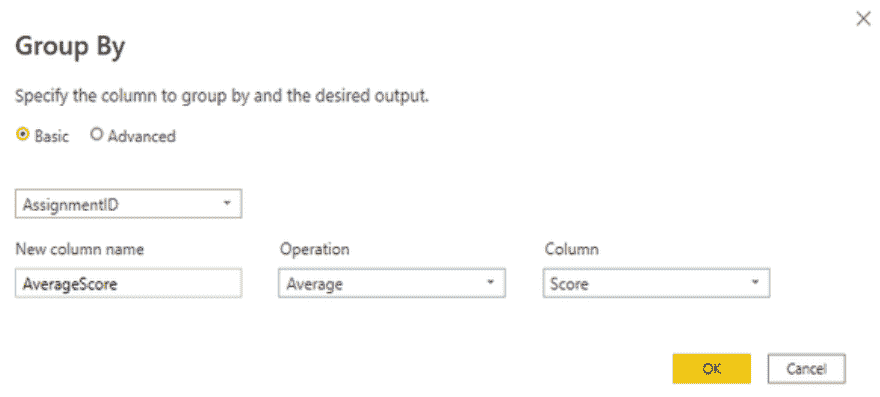 Group By
Specify the column to group by and the desired output.
Basic Advanced
AssignmentID
New column name Operation Column
AverageScore Average Score
OK Cancel